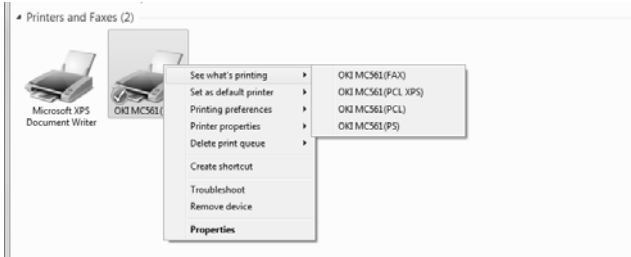 Printers and Faxes (2)
See what's printing
OKI MC561(FAX)
Set as default printer
OKI MC561(PCL XPS)
Microsoft XPS
Document Writer
OKI MC561(
Printing preferences
OKI MC561(PCL)
Printer properties
OKI MC561(PS)
Delete print queue
Create shortcut
Troubleshoot
Remove device
Properties